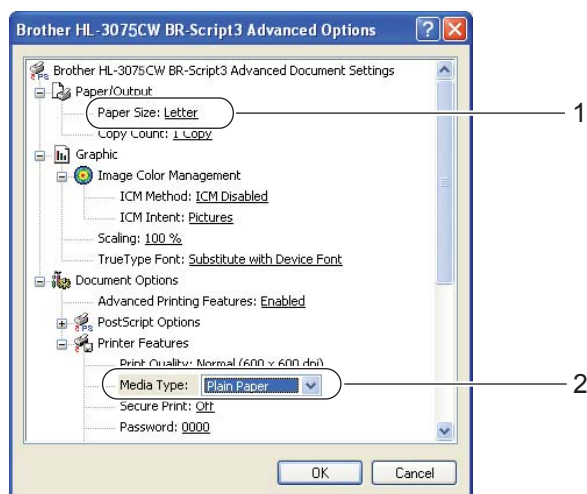 Brother HL-3075CW BR-Script3 Advanced Options
Brother HL-3075CW BR-Script3 Advanced Document Settings
Paper/Output
Paper Size: Letter
1
Copy Count: 1 Copy
Graphic
Image Color Management
ICM Method: ICM Disabled
ICM Intent: Pictures
Scaling: 100 %
TrueType Font: Substitute with Device Font
Document Options
Advanced Printing Features: Enabled
PostScript Options
Printer Features
Print Quality: Normal (600 x 600 dpi)
Media Type: Plain Paper
2
Secure Print: Off
Password: 0000
OK Cancel